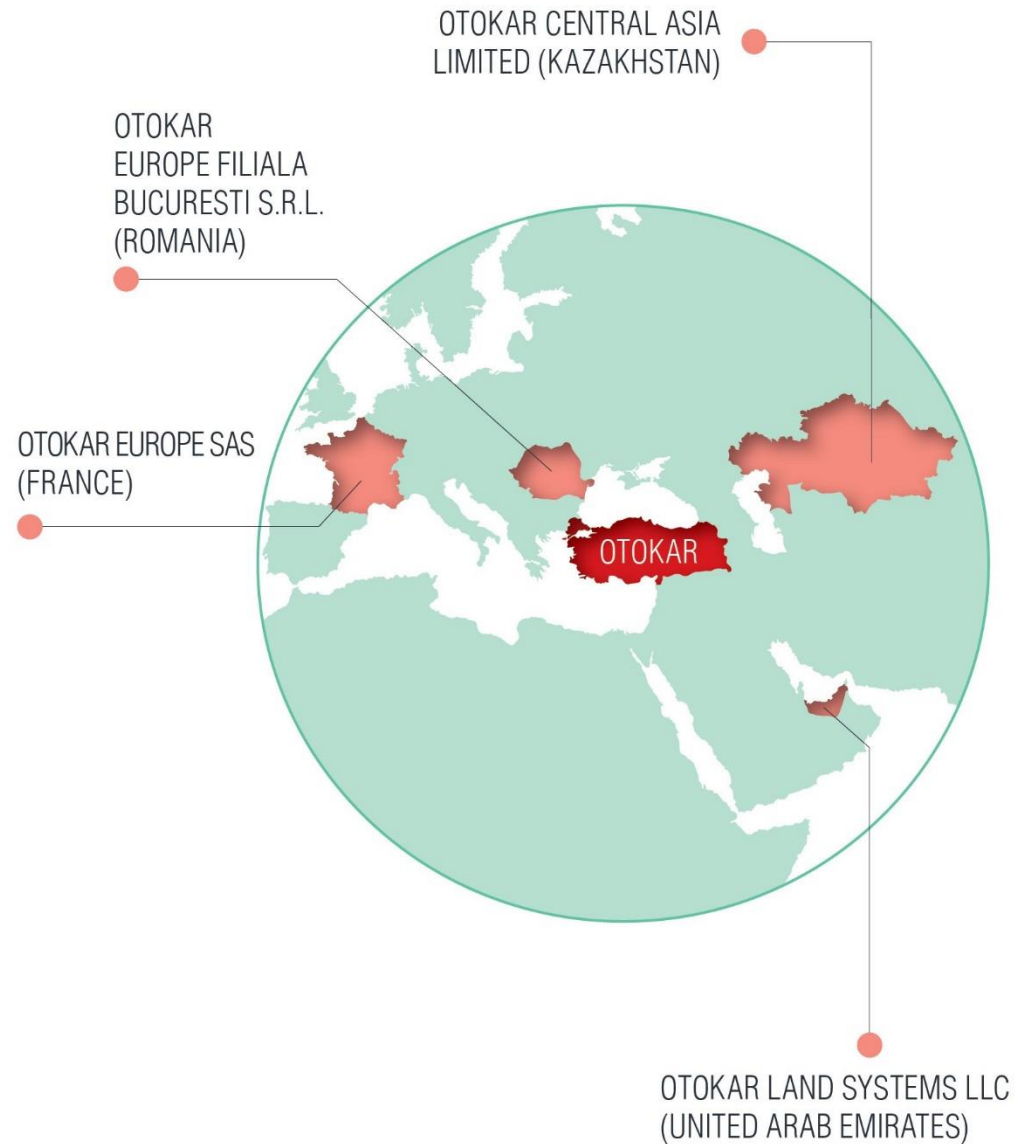 OTOKAR CENTRAL ASIA
LIMITED (KAZAKHSTAN)
OTOKAR
EUROPE FILIALA
BUCURESTI S.R.L.
(ROMANIA)
OTOKAR EUROPE SAS
(FRANCE)
OTOKAR
OTOKAR LAND SYSTEMS LLC
(UNITED ARAB EMIRATES)